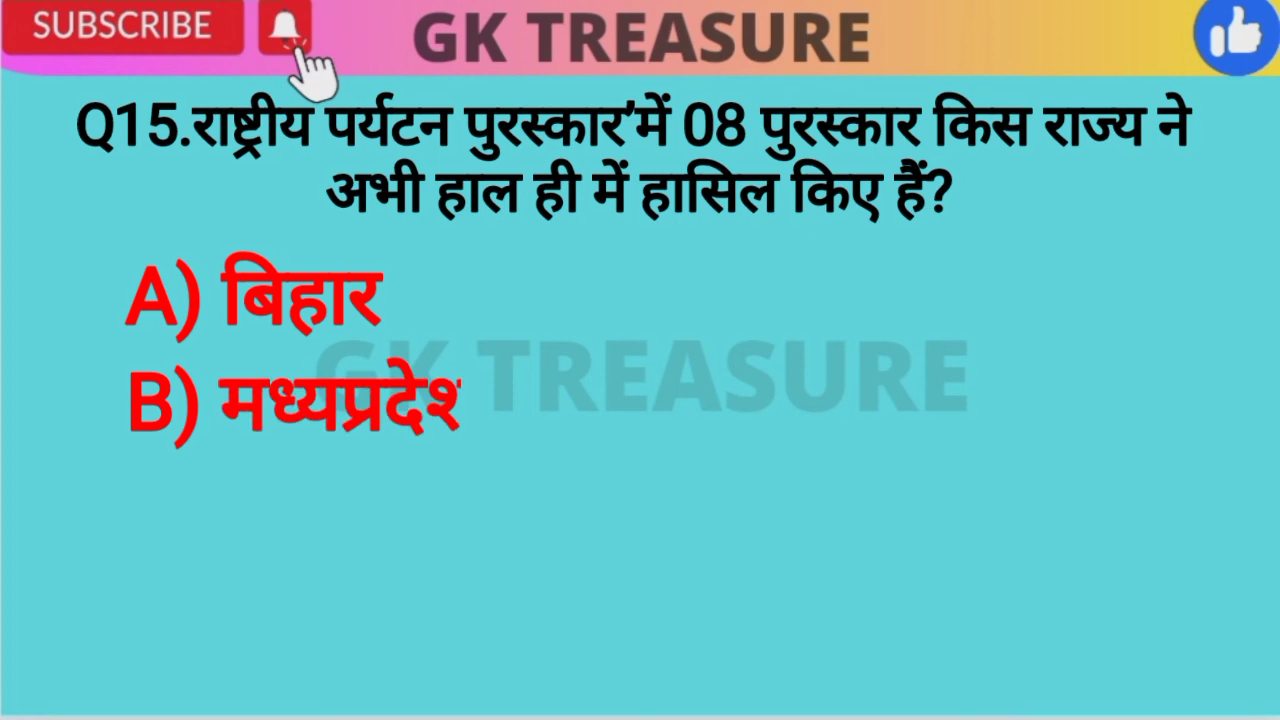 SUBSCRIBE
GK TREASURE
Q15.राष्ट्रीय पर्यटन पुरस्कार’में 08 पुरस्कार किस राज्य ने
अभी हाल ही में हासिल किए हैं?
A) बिहार
B) मध्यप्रदेश
GK TREASURE